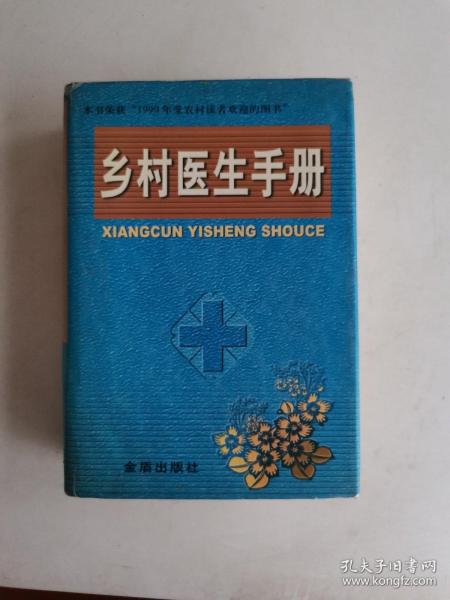 本书荣获“1999年受农村读者欢迎的图书”
乡村医生手册
XIANGCUN YISHENG SHOUCE
金盾出版社
孔夫子旧书网
www.kongfz.com